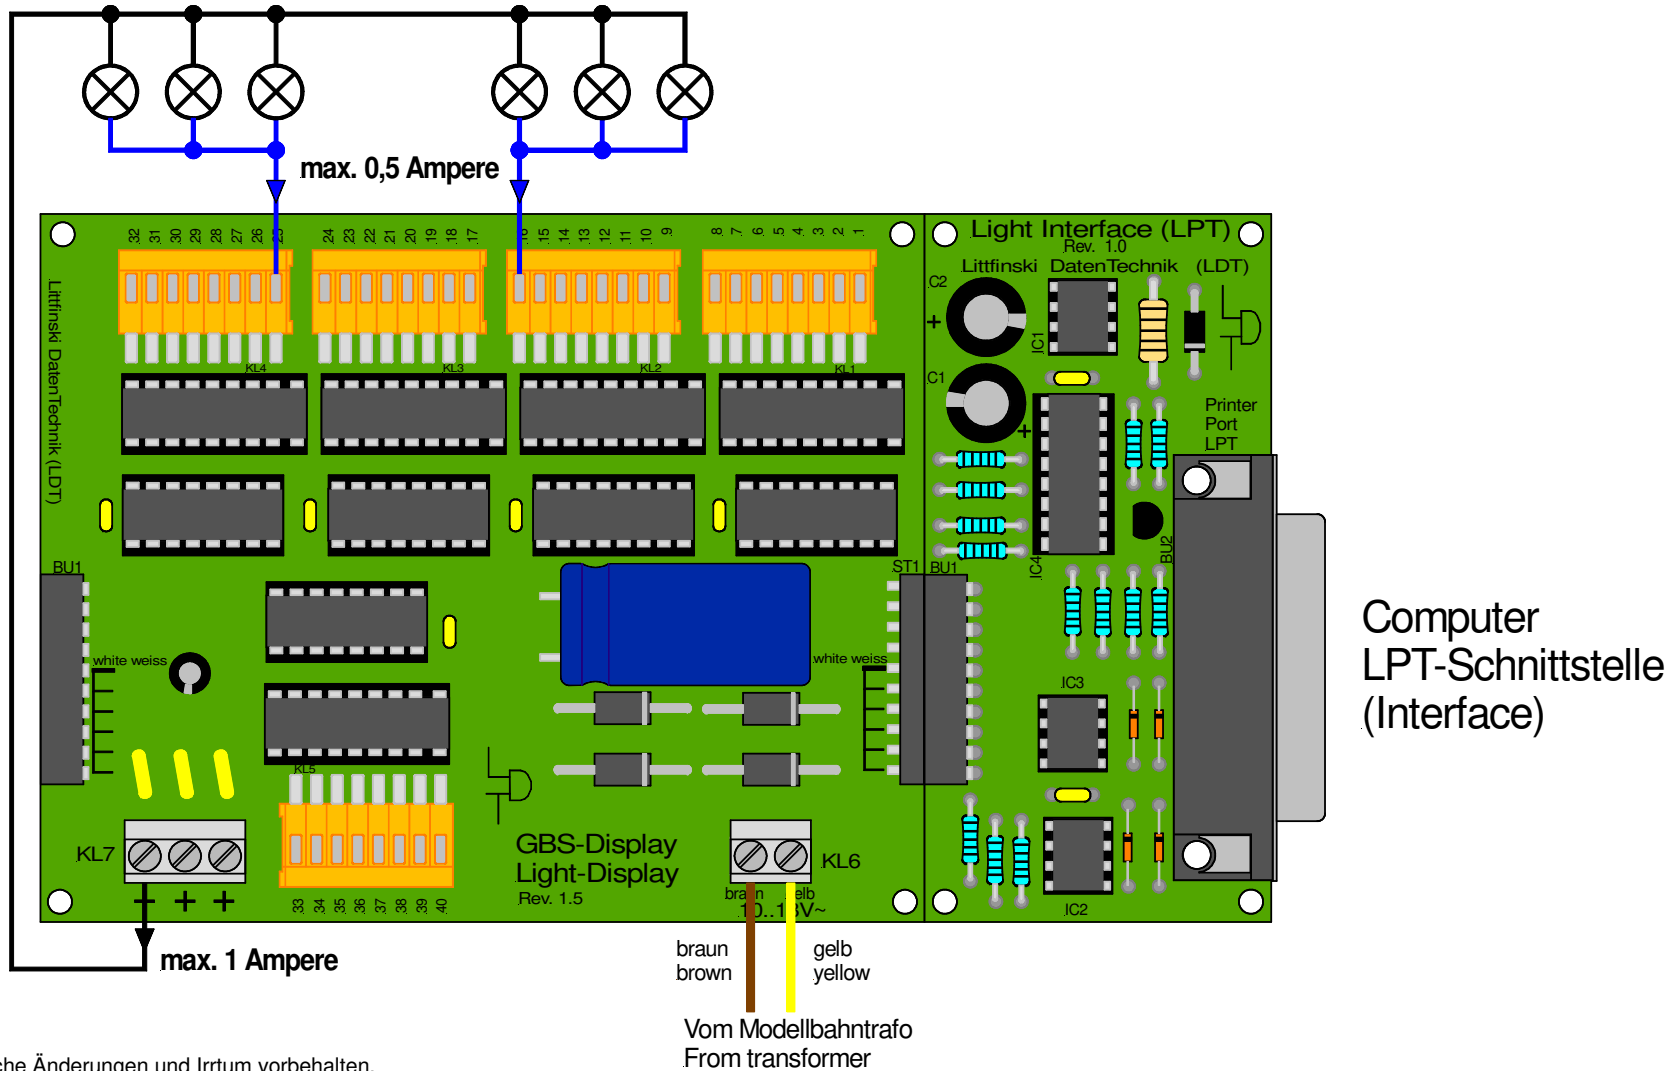 max. 0,5 Ampere
32 31 30 29 28 27 26 25
24 23 22 21 20 19 18 17
16 15 14 13 12 11 10 9
8 7 6 5 4 3 2 1
Littfinski DatenTechnik (LDT)
KL4
KL3
KL2
KL1
BU1
white weiss
KL5
KL7
+ +
33 34 35 36 37 38 39 40
max. 1 Ampere
GBS-Display
Light-Display
Rev. 1.5
ST1
white weiss
KL6
braun
brown
gelb
yellow
Vom Modellbahntrafo
From transformer
Light Interface (LPT)
Rev. 1.0
Littfinski DatenTechnik (LDT)
C2
+
IC1
C1
+
Printer
Port
LPT
IC4
BU2
BU1
IC3
IC2
Computer
LPT-Schnittstelle
(Interface)
che Änderungen und Irrtum vorbehalten.